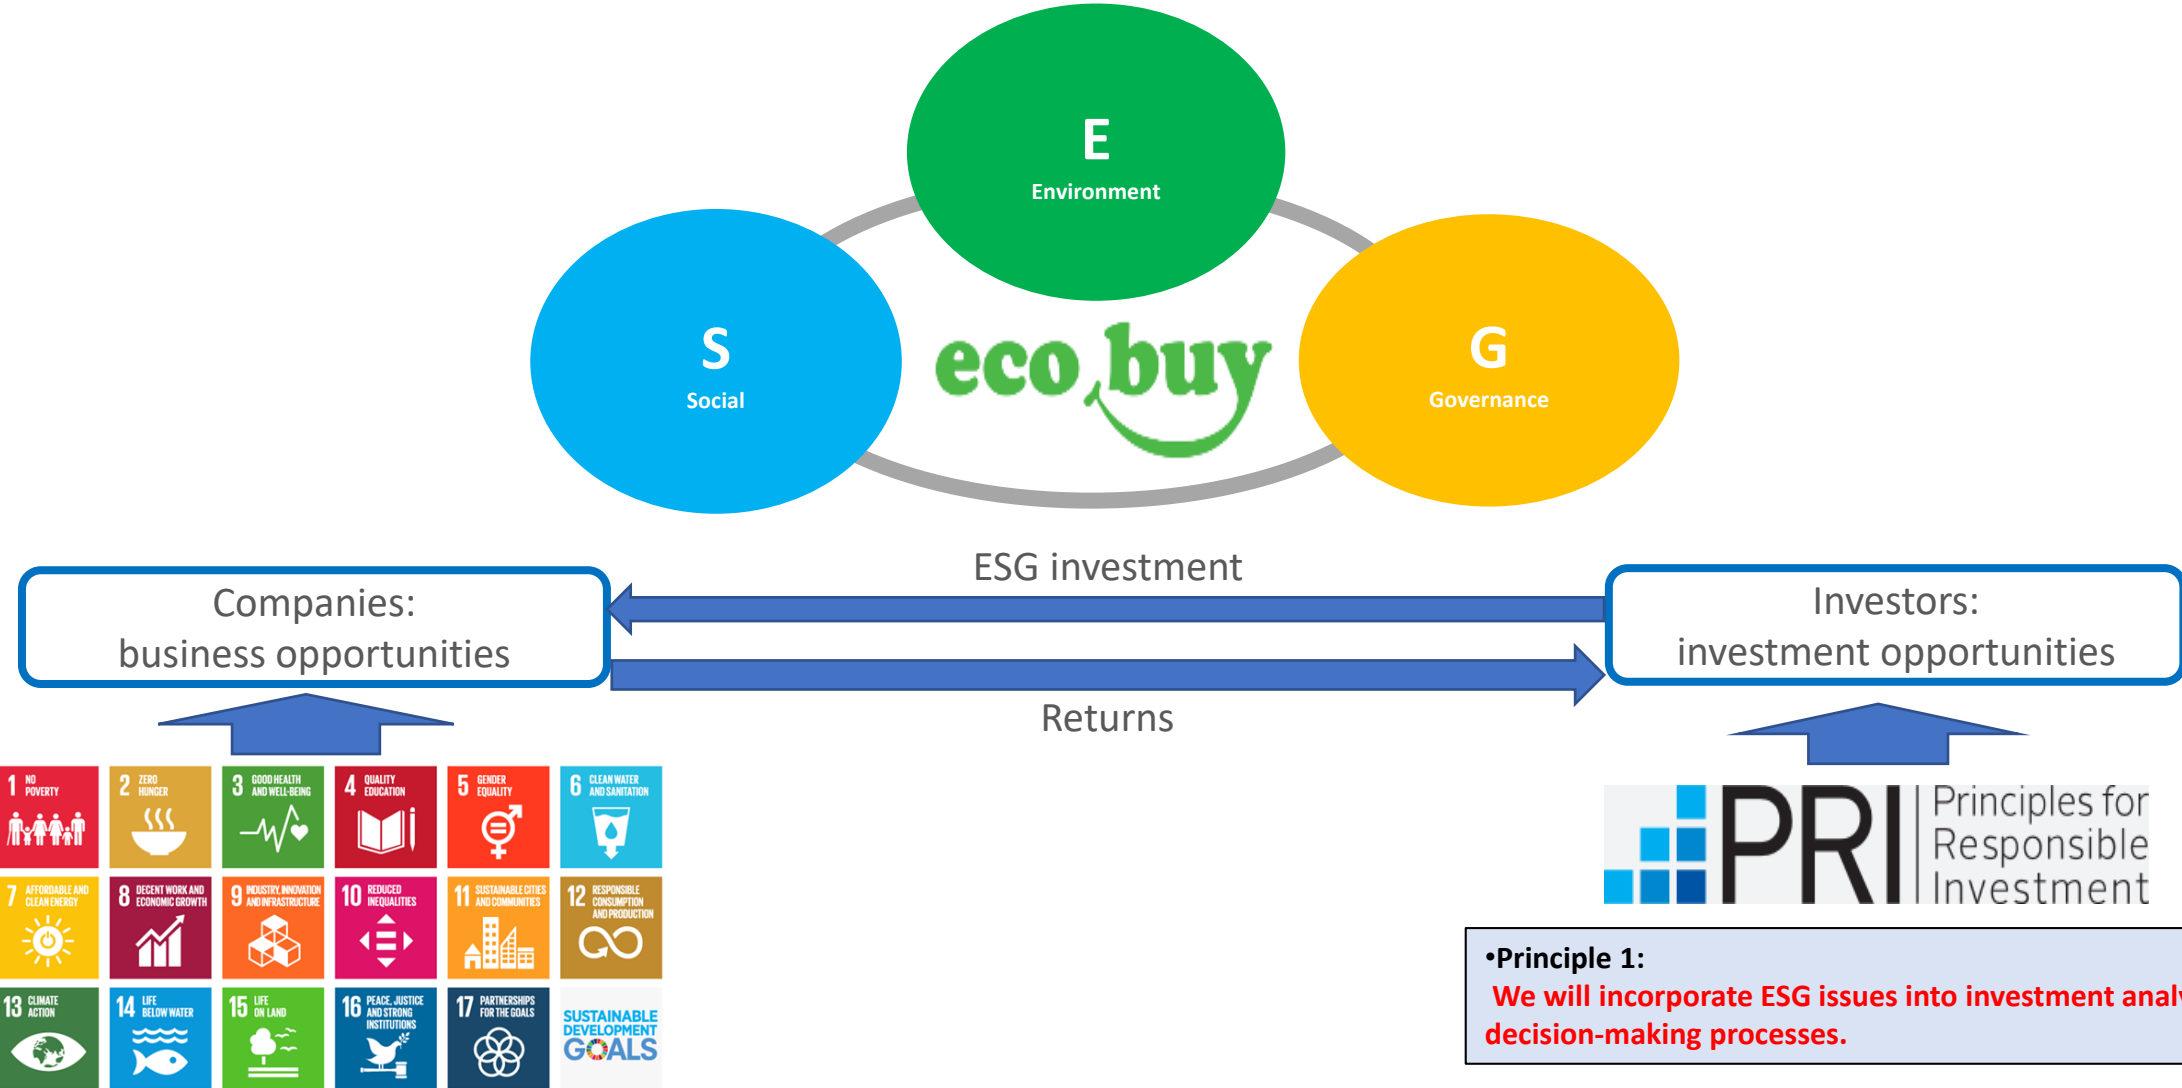 E
Environment
S
Social
G
Governance
eco buy
ESG investment
Companies:
business opportunities
Investors:
investment opportunities
Returns
1 NO
POVERTY
2 ZERO
HUNGER
3 GOOD HEALTH
AND WELL-BEING
4 QUALITY
EDUCATION
5 GENDER
EQUALITY
6 CLEAN WATER
AND SANITATION
7 AFFORDABLE AND
CLEAN ENERGY
8 DECENT WORK AND
ECONOMIC GROWTH
9 INDUSTRY, INNOVATION
AND INFRASTRUCTURE
10 REDUCED
INEQUALITIES
11 SUSTAINABLE CITIES
AND COMMUNITIES
12 RESPONSIBLE
CONSUMPTION
AND PRODUCTION
13 CLIMATE
ACTION
14 LIFE
BELOW WATER
15 LIFE
ON LAND
16 PEACE, JUSTICE
AND STRONG
INSTITUTIONS
17 PARTNERSHIPS
FOR THE GOALS
SUSTAINABLE
DEVELOPMENT
GOALS
PRI
Principles for
Responsible
Investment
•Principle 1:
We will incorporate ESG issues into investment
decision-making processes.